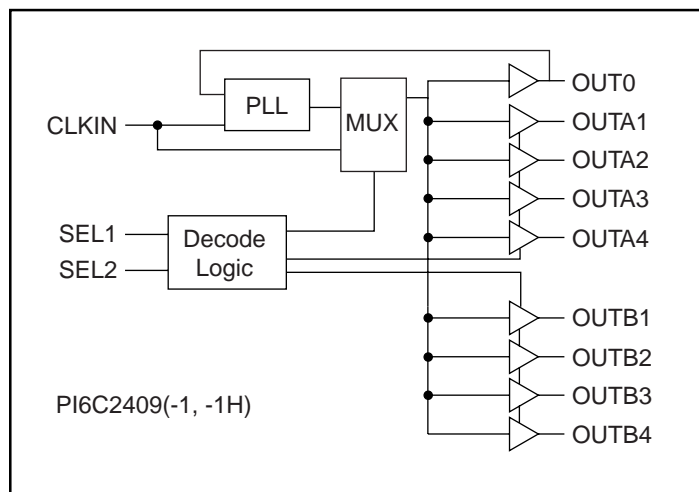 PLL
MUX
CLKIN
SEL1
SEL2
Decode
Logic
OUT0
OUTA1
OUTA2
OUTA3
OUTA4
OUTB1
OUTB2
OUTB3
OUTB4
PI6C2409(-1, -1H)